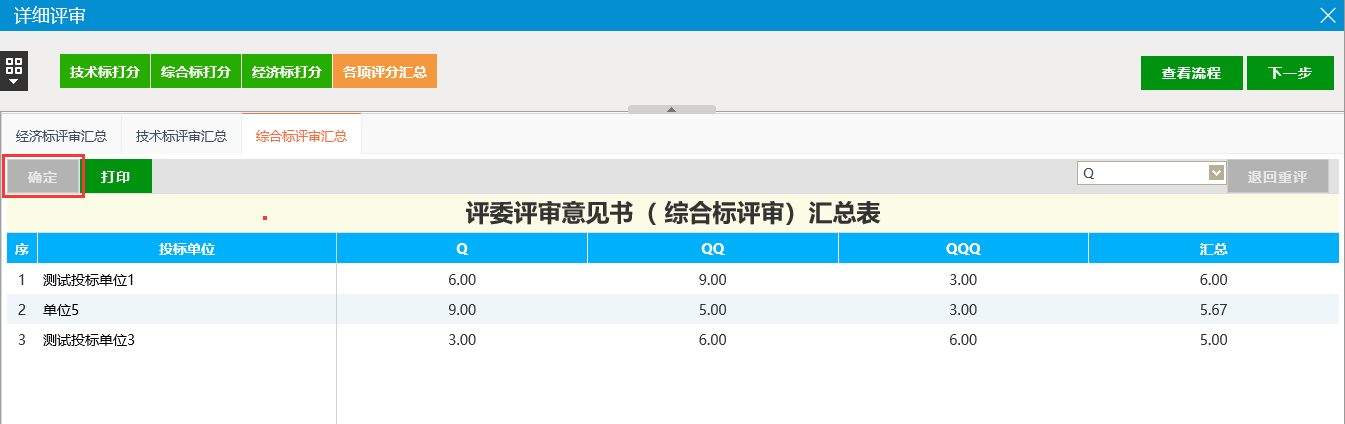 详细评审
技术标打分 综合标打分 经济标打分 各项评分汇总 查看流程 下一步
经济标评审汇总 技术标评审汇总 综合标评审汇总
确定 打印 Q 退回重评
评委评审意见书（ 综合标评审）汇总表
序 投标单位 Q QQ QQQ 汇总
1 测试投标单位1 6.00 9.00 3.00 6.00
2 单位5 9.00 5.00 3.00 5.67
3 测试投标单位3 3.00 6.00 6.00 5.00